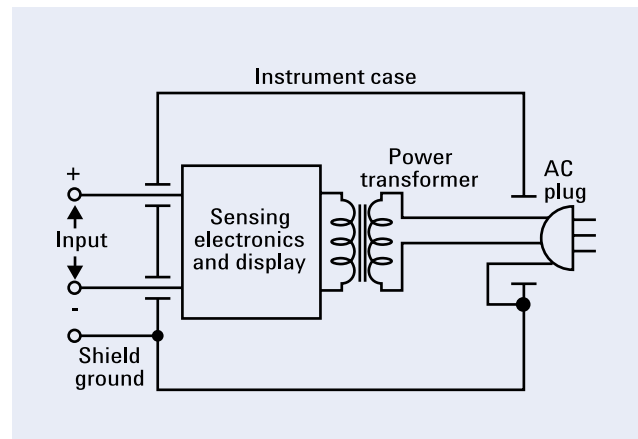 Instrument case
+
Input
-
Shield
ground
Sensing
electronics
and display
Power
transformer
AC
plug